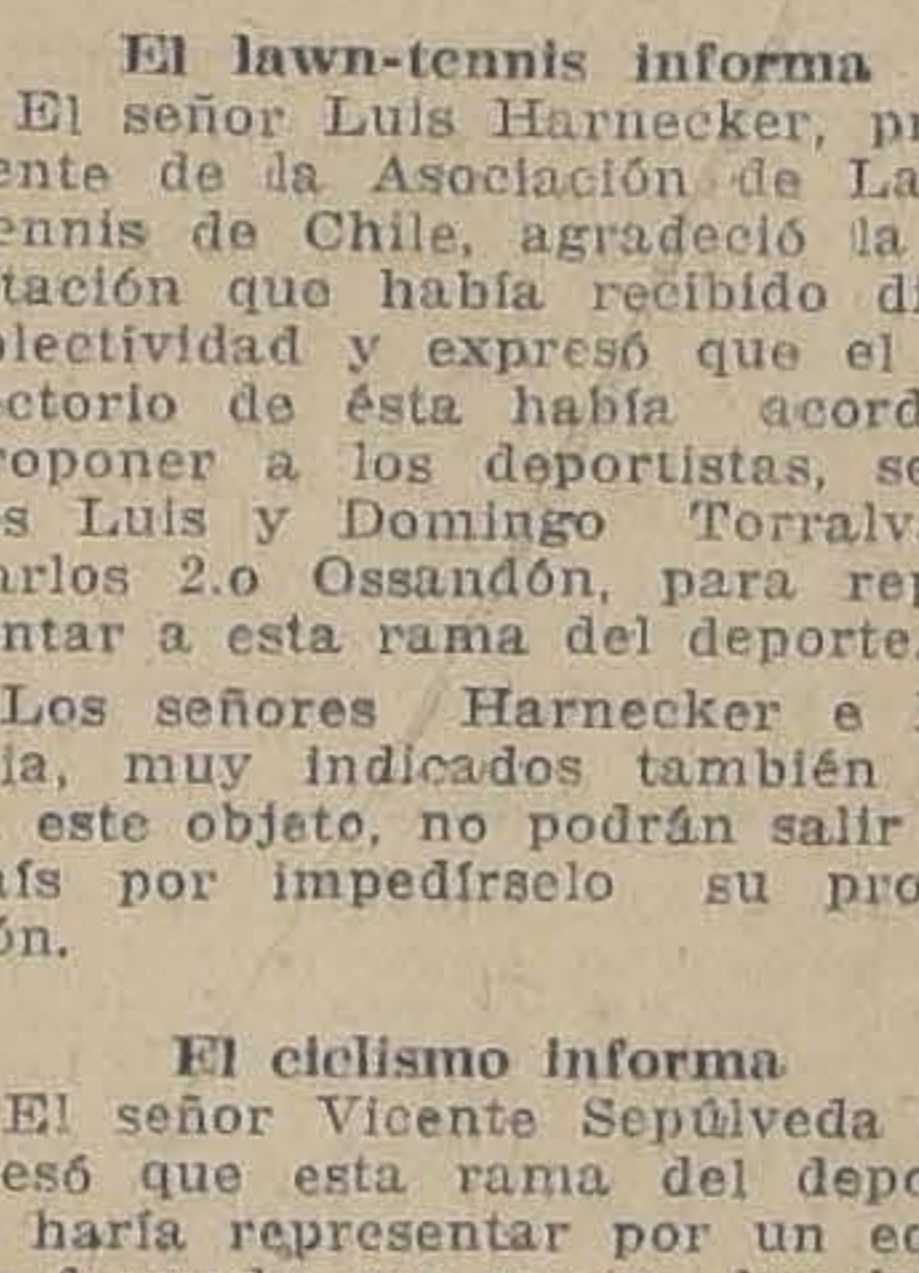 El lawn-tennis informa
El señor Luis Harnecker, pr
ente de la Asociación de La
ennis de Chile, agradeció la
tación que había recibido di
lectividad y expresó que el
ctorio de ésta había acord
roponer a los deportistas, se
s Luis y Domingo Torralv
arlos 2.o Ossandón, para rep
ntar a esta rama del deporte.
Los señores Harnecker e
ia, muy indicados también
este objeto, no podrán salir
aís por impedírselo su pro
ón.
El ciclismo informa
El señor Vicente Sepúlveda
esó que esta rama del depo
haría representar por un eq